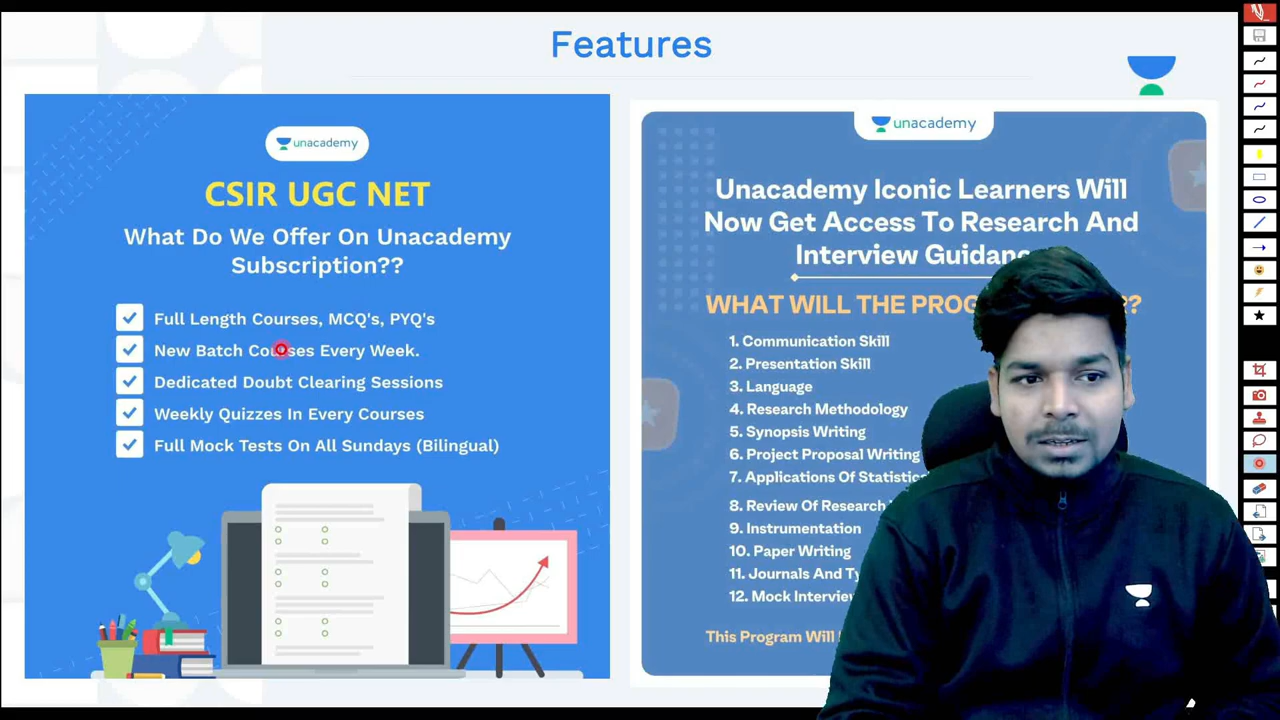 Features
unacademy
CSIR UGC NET
What Do We Offer On Unacademy
Subscription??
Full Length Courses, MCQ's, PYQ's
New Batch Courses Every Week.
Dedicated Doubt Clearing Sessions
Weekly Quizzes In Every Courses
Full Mock Tests On All Sundays (Bilingual)
unacademy
Unacademy Iconic Learners Will
Now Get Access To Research And
Interview
WHAT WILL THE
1. Communication Skill
2. Presentation Skill
3. Language
4. Research Methodology
5. Synopsis Writing
6. Project Proposal Writing
7. Applications Of
8. Review Of Research
9. Instrumentation
10. Paper Writing
11. Journals And
12. Mock
This Program Will